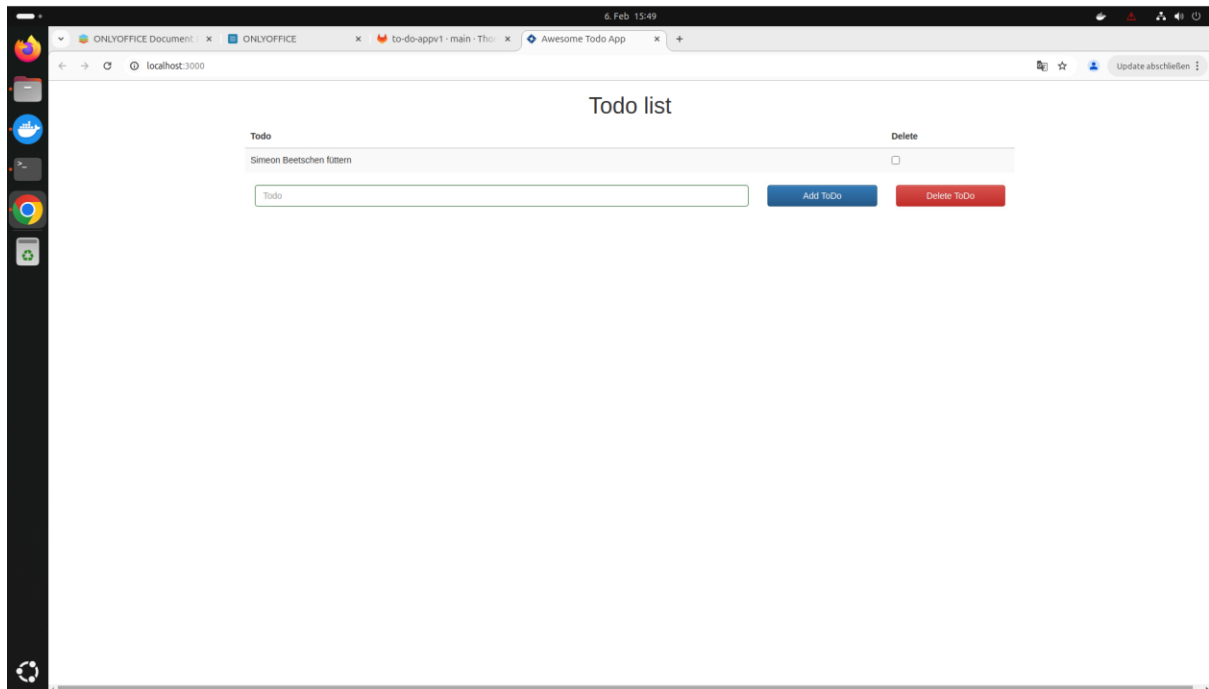 6. Feb 15:49
ONLYOFFICE Document
ONLYOFFICE
to-do-appv1 · main · Tho
Awesome Todo App
localhost:3000
Update abschließen
Todo list
Todo Delete
Simeon Beetschen füttern
Todo Add ToDo Delete ToDo